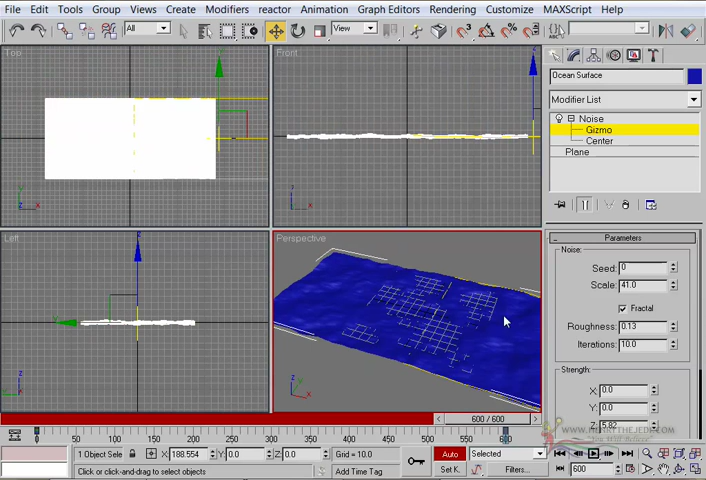 File Edit Tools Group Views Create Modifiers reactor Animation Graph Editors Rendering Customize MAXScript Help
All View
Top Front
Ocean Surface
Modifier List
Noise
Gizmo
Center
Plane
Left Perspective
Parameters
Noise:
Seed: 0
Scale: 41.0
Fractal
Roughness: 0.13
Iterations: 10.0
Strength:
X: 0.0
Y: 0.0
Z: 5.82
600 / 600
0 50 100 150 200 250 300 350 400 450 500 550 600
1 Object Sele X: 188.554 Y: 0.0 Z: 0.0 Grid = 10.0 Auto Selected
Click or click-and-drag to select objects Add Time Tag Set K. Filters... 600
"You Will Believe"